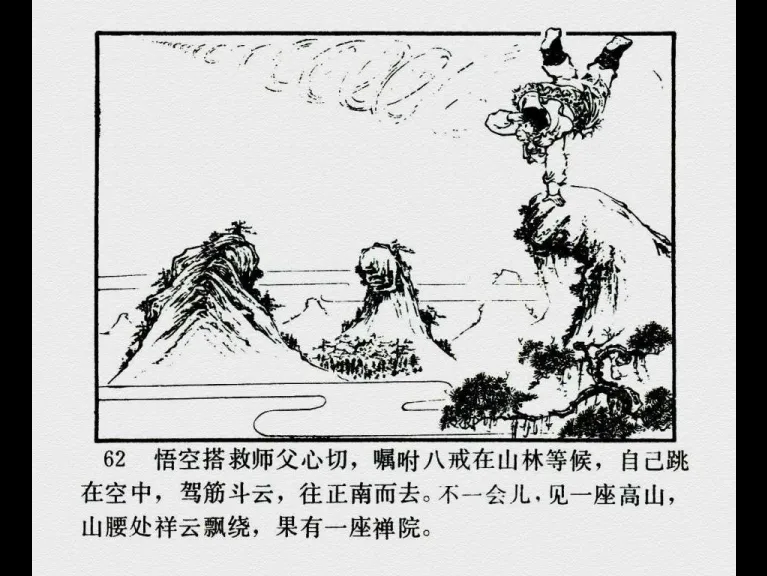 62 悟空搭救师父心切，嘱咐八戒在山林等候，自己跳
在空中，驾筋斗云，往正南而去。不一会儿，见一座高山，
山腰处祥云飘绕，果有一座禅院。